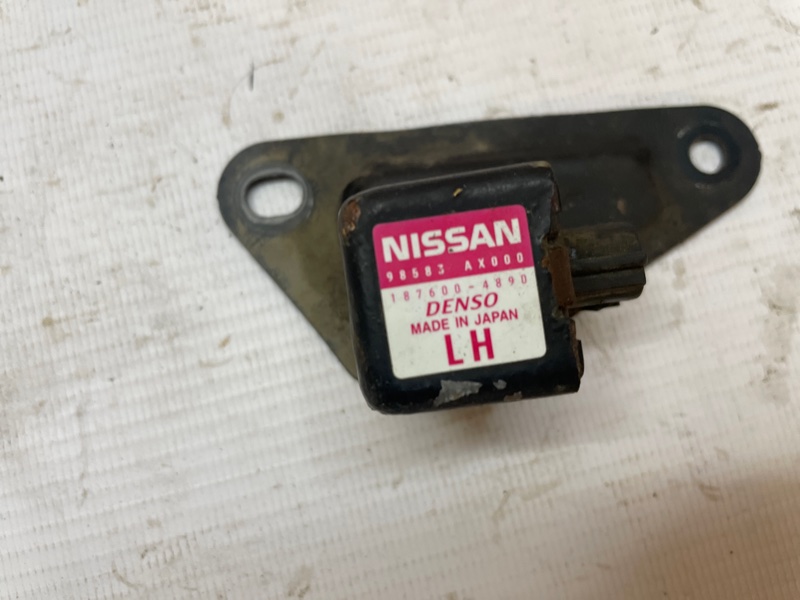 NISSAN
98583 AX000
187600-4890
DENSO
MADE IN JAPAN
LH